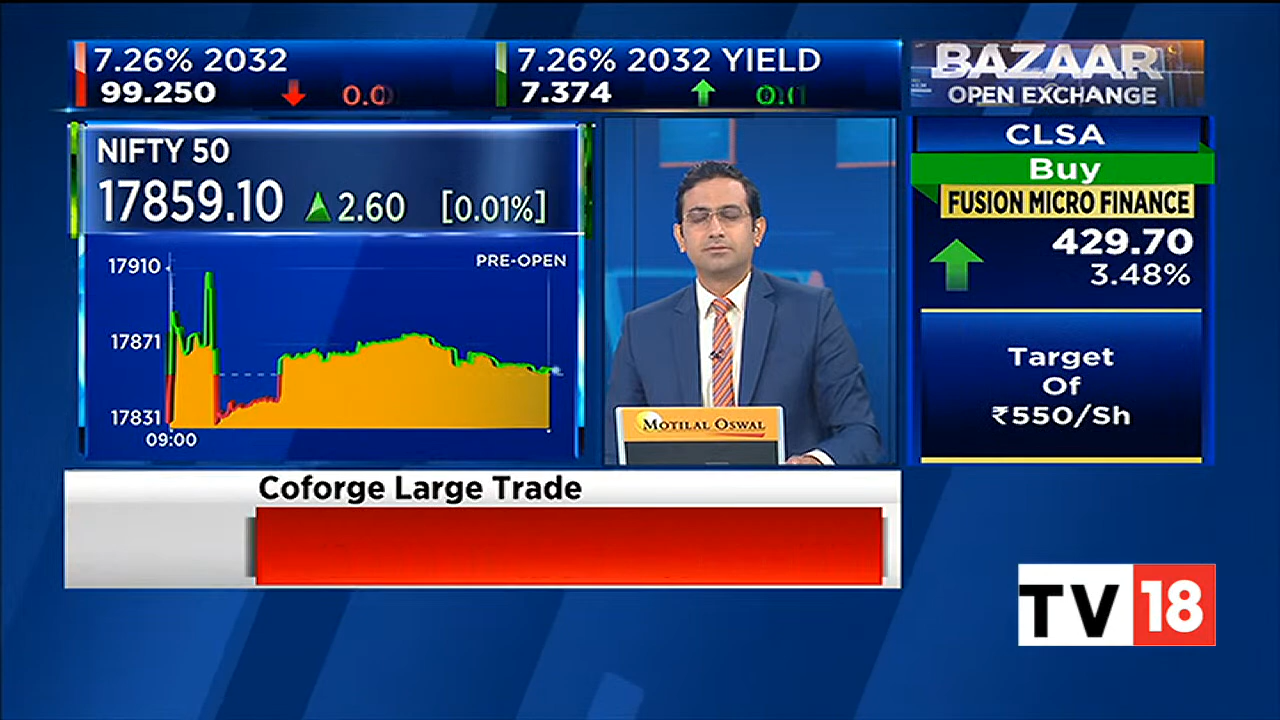 7.26% 2032
99.250
7.26% 2032 YIELD
7.374
BAZAAR
OPEN EXCHANGE
NIFTY 50
17859.10 2.60 [0.01%]
PRE-OPEN
17910
17871
17831
09:00
MOTILAL OSWAL
CLSA
Buy
FUSION MICRO FINANCE
429.70
3.48%
Target
Of
₹550/Sh
Coforge Large Trade
TV18